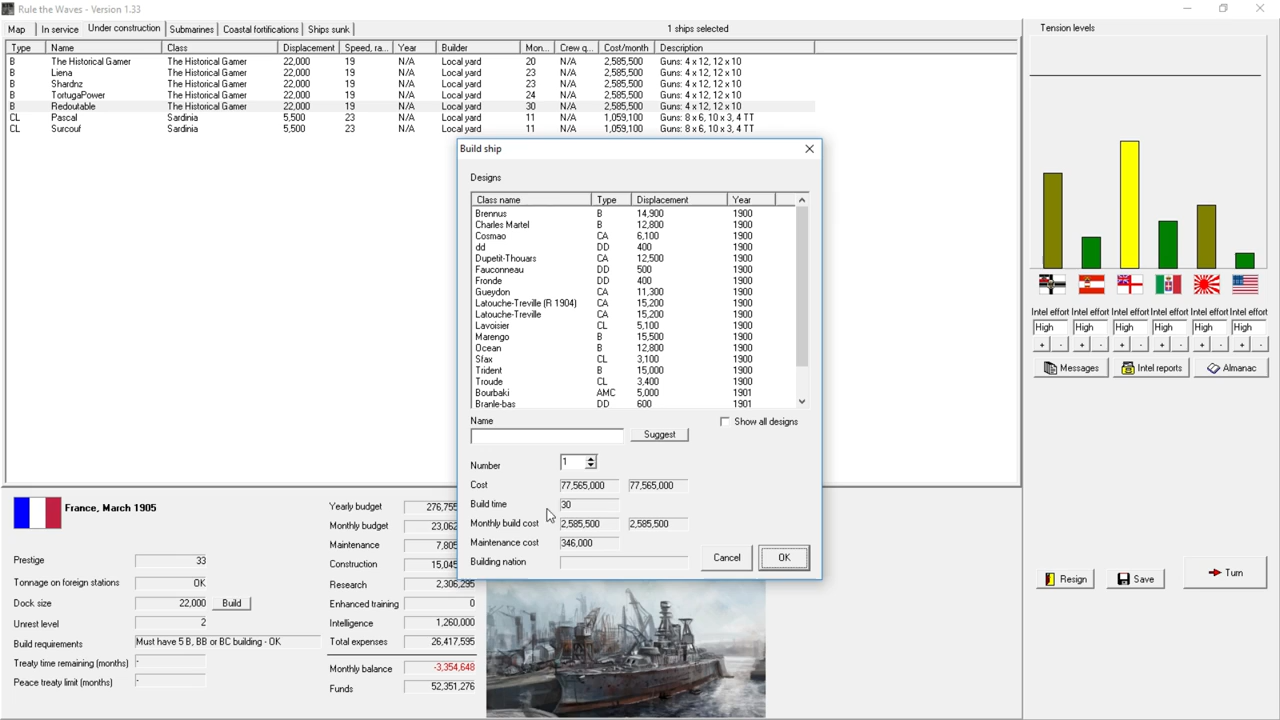 Rule the Waves - Version 1.33
Map In service Under construction Submarines Coastal fortifications Ships sunk 1 ships selected
Type Name Class Displacement Speed, ra... Year Builder Mon... Crew q... Cost/month Description
B The Historical Gamer The Historical Gamer 22,000 19 N/A Local yard 20 N/A 2,585,500 Guns: 4 x 12, 12 x 10
B Liena The Historical Gamer 22,000 19 N/A Local yard 23 N/A 2,585,500 Guns: 4 x 12, 12 x 10
B Shardnz The Historical Gamer 22,000 19 N/A Local yard 23 N/A 2,585,500 Guns: 4 x 12, 12 x 10
B TortugaPower The Historical Gamer 22,000 19 N/A Local yard 24 N/A 2,585,500 Guns: 4 x 12, 12 x 10
B Redoutable The Historical Gamer 22,000 19 N/A Local yard 30 N/A 2,585,500 Guns: 4 x 12, 12 x 10
CL Pascal Sardinia 5,500 23 N/A Local yard 11 N/A 1,059,100 Guns: 8 x 6, 10 x 3, 4 TT
CL Surcouf Sardinia 5,500 23 N/A Local yard 11 N/A 1,059,100 Guns: 8 x 6, 10 x 3, 4 TT
Build ship
Designs
Class name Type Displacement Year
Brennus B 14,900 1900
Charles Martel B 12,800 1900
Cosmao CA 6,100 1900
dd DD 400 1900
Dupetit-Thouars CA 12,500 1900
Fauconneau DD 500 1900
Fronde DD 400 1900
Gueydon CA 11,300 1900
Latouche-Treville (R 1904) CA 15,200 1900
Latouche-Treville CA 15,200 1900
Lavoisier CL 5,100 1900
Marengo B 15,500 1900
Ocean B 12,800 1900
Sfax CL 3,100 1900
Trident B 15,000 1900
Troude CL 3,400 1900
Bourbaki AMC 5,000 1901
Branle-bas DD 600 1901
Name
Suggest
Show all designs
Number 1
Cost 77,565,000 77,565,000
Build time 30
Monthly build cost 2,585,500 2,585,500
Maintenance cost 346,000
Building nation
Cancel OK
France, March 1905
Prestige 33
Tonnage on foreign stations OK
Dock size 22,000 Build
Unrest level 2
Build requirements Must have 5 B, BB or BC building - OK
Treaty time remaining (months) -
Peace treaty limit (months) -
Yearly budget 276,755
Monthly budget 23,062
Maintenance 7,805
Construction 15,045
Research 2,306,295
Enhanced training 0
Intelligence 1,260,000
Total expenses 26,417,595
Monthly balance -3,354,648
Funds 52,351,276
Tension levels
Intel effort Intel effort Intel effort Intel effort Intel effort Intel effort
High High High High High High
+ - + - + - + - + - + -
Messages Intel reports Almanac
Resign Save Turn